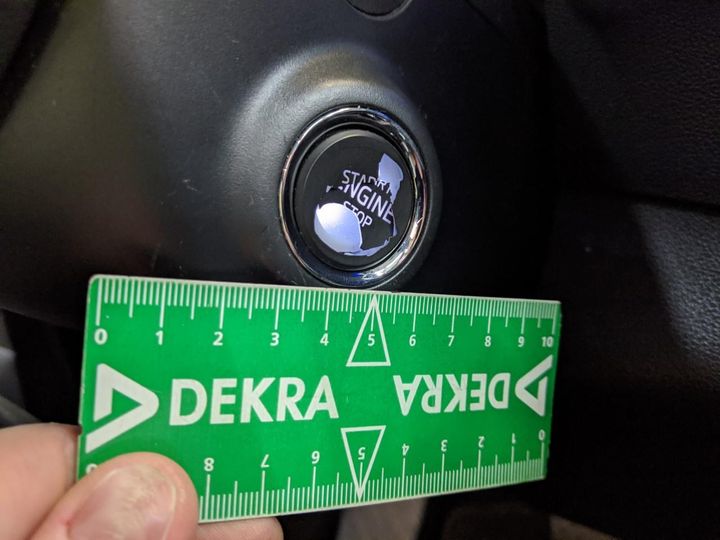 START
ENGINE
STOP
0 1 2 3 4 5 6 7 8 9 10
DEKRA DEKRA
8 7 6 5 4 3 2 1 0